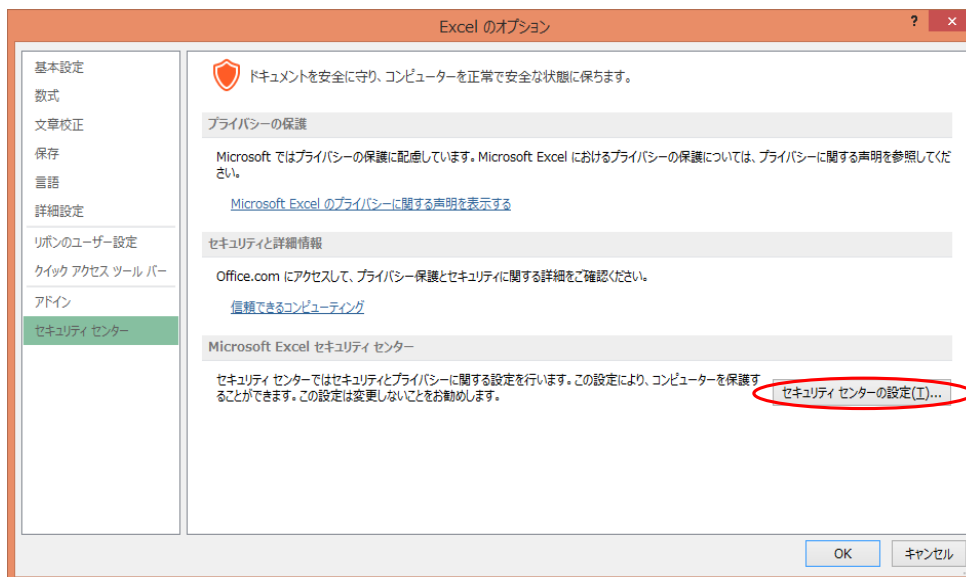 Excel のオプション
?
×
基本設定
数式
文章校正
保存
言語
詳細設定
リボンのユーザー設定
クイック アクセス ツール バー
アドイン
セキュリティ センター
ドキュメントを安全に守り、コンピューターを正常で安全な状態に保ちます。
プライバシーの保護
Microsoft ではプライバシーの保護に配慮しています。Microsoft Excel におけるプライバシーの保護については、プライバシーに関する声明を参照してくだ
さい。
Microsoft Excel のプライバシーに関する声明を表示する
セキュリティと詳細情報
Office.com にアクセスして、プライバシー保護とセキュリティに関する詳細をご確認ください。
信頼できるコンピューティング
Microsoft Excel セキュリティ センター
セキュリティ センターではセキュリティとプライバシーに関する設定を行います。この設定により、コンピューターを保護す
ることができます。この設定は変更しないことをお勧めします。
セキュリティ センターの設定(T)...
OK
キャンセル